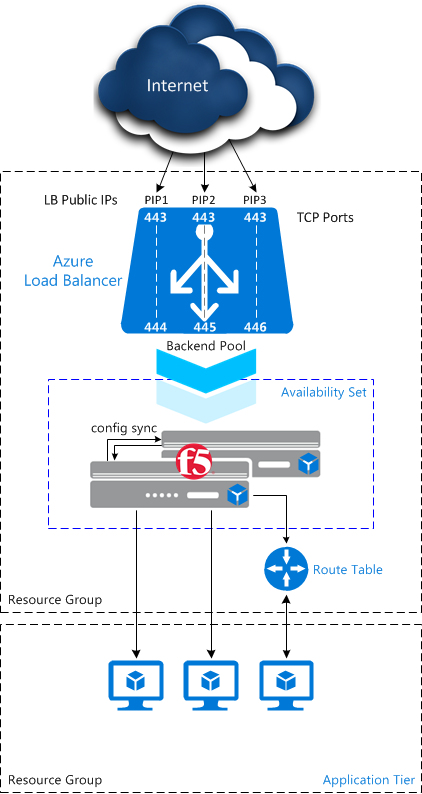 Internet
LB Public IPs PIP1 PIP2 PIP3
443 443 443 TCP Ports
Azure
Load Balancer
444 445 446
Backend Pool
Availability Set
config sync
f5
Route Table
Resource Group
Resource Group Application Tier